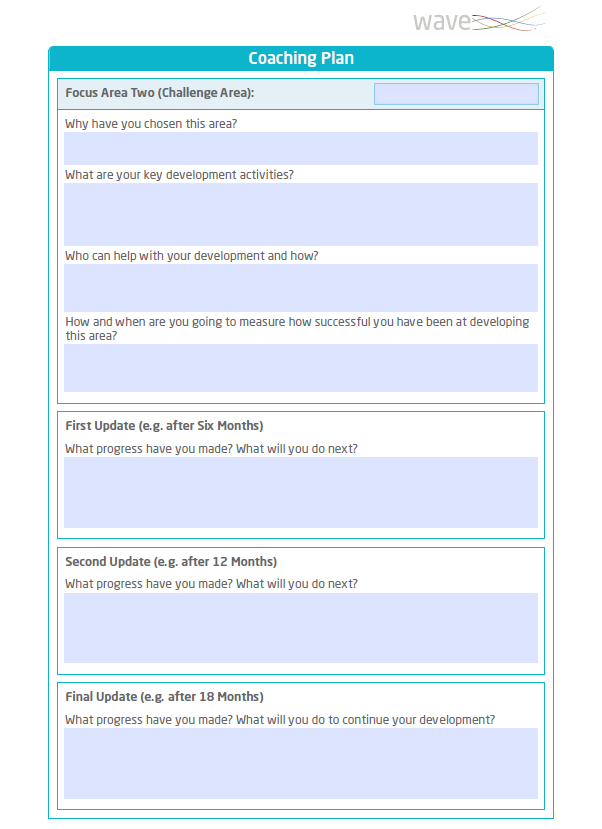 wave
Coaching Plan
Focus Area Two (Challenge Area):
Why have you chosen this area?
What are your key development activities?
Who can help with your development and how?
How and when are you going to measure how successful you have been at developing
this area?
First Update (e.g. after Six Months)
What progress have you made? What will you do next?
Second Update (e.g. after 12 Months)
What progress have you made? What will you do next?
Final Update (e.g. after 18 Months)
What progress have you made? What will you do to continue your development?